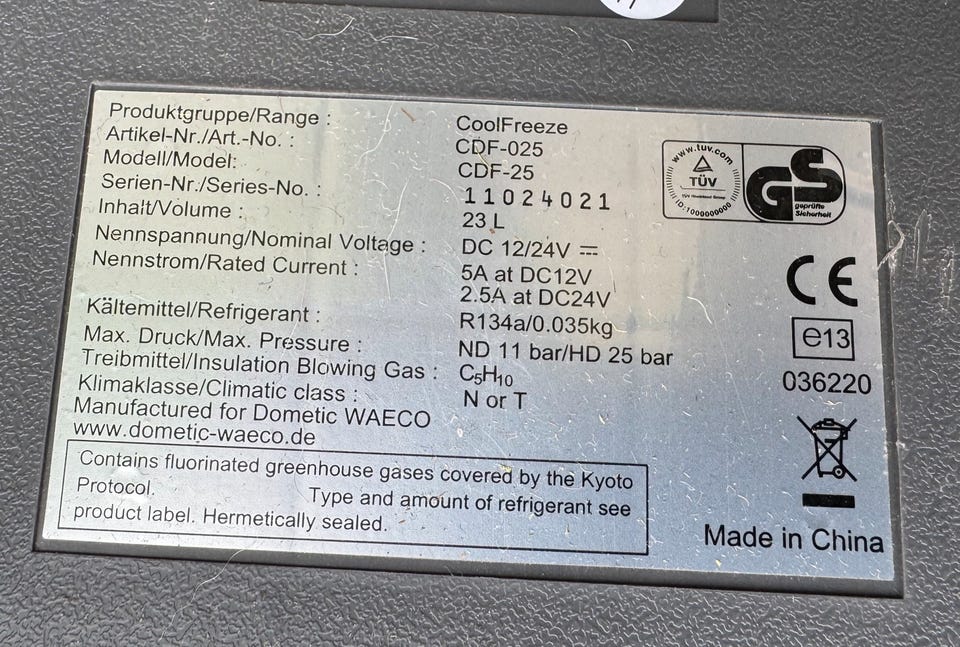 Produktgruppe/Range : CoolFreeze
Artikel-Nr./Art.-No. : CDF-025
Modell/Model: CDF-25
Serien-Nr./Series-No. : 11024021
Inhalt/Volume : 23 L
Nennspannung/Nominal Voltage : DC 12/24V ⎓
Nennstrom/Rated Current : 5A at DC12V
2.5A at DC24V
Kältemittel/Refrigerant : R134a/0.035kg
Max. Druck/Max. Pressure : ND 11 bar/HD 25 bar
Treibmittel/Insulation Blowing Gas : C₅H₁₀
Klimaklasse/Climatic class : N or T
Manufactured for Dometic WAECO
www.dometic-waeco.de
Contains fluorinated greenhouse gases covered by the Kyoto
Protocol. Type and amount of refrigerant see
product label. Hermetically sealed.
www.tuv.com
TÜV
TÜV Rheinland Group
ID:1000000000
GS
geprüfte
Sicherheit
CE
e13
036220
Made in China